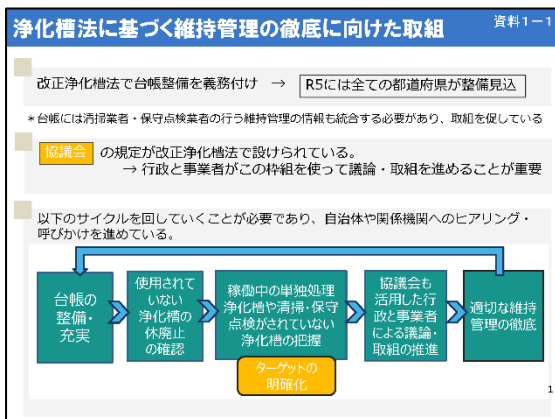 浄化槽法に基づく維持管理の徹底に向けた取組
資料1-1
改正浄化槽法で台帳整備を義務付け → R5には全ての都道府県が整備見込
*台帳には清掃業者・保守点検業者の行う維持管理の情報も統合する必要があり、取組を促している
協議会 の規定が改正浄化槽法で設けられている。
→ 行政と事業者がこの枠組を使って議論・取組を進めることが重要
以下のサイクルを回していくことが必要であり、自治体や関係機関へのヒアリング・
呼びかけを進めている。
台帳の
整備・
充実
使用されて
いない
浄化槽の
休廃止
の確認
稼働中の単独処理
浄化槽や清掃・保守
点検がされていない
浄化槽の把握
ターゲットの
明確化
協議会も
活用した行
政と事業者
による議論・
取組の推進
適切な維持
管理の徹底
1